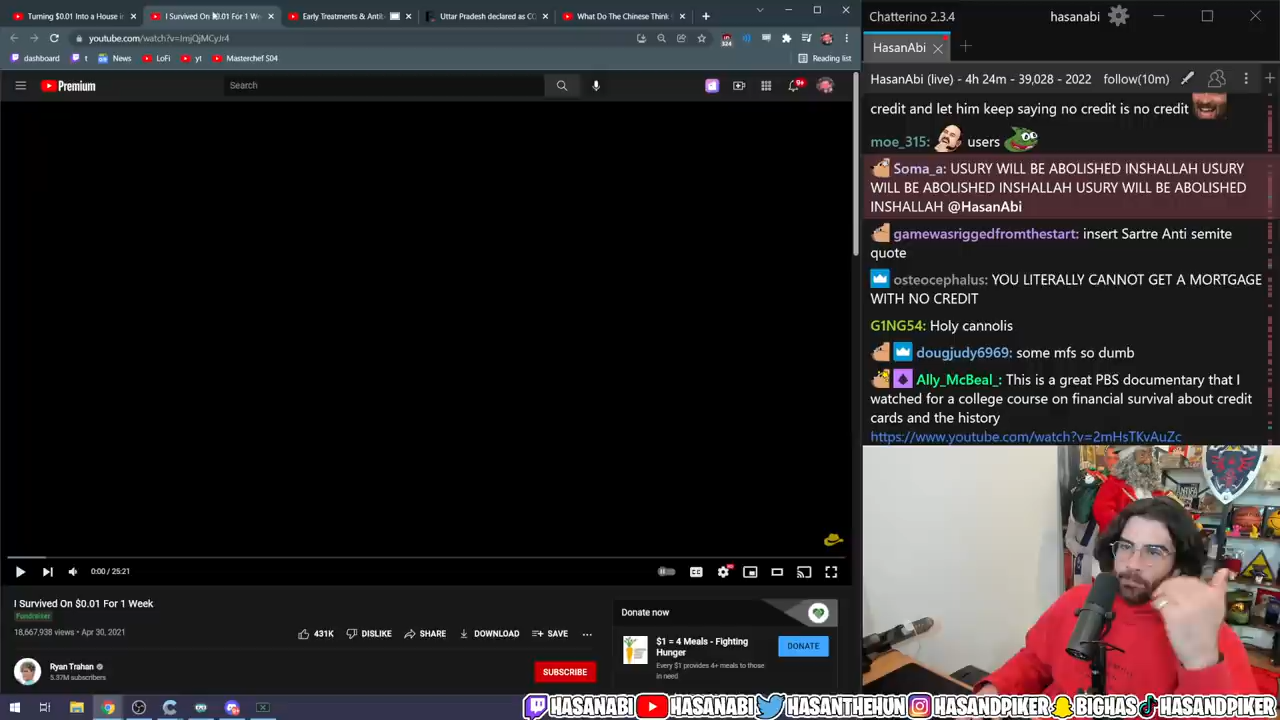 Turning $0.01 Into a House in
I Survived On $0.01 For 1 We
Early Treatments & Antib
Uttar Pradesh declared as CO
What Do The Chinese Think
youtube.com/watch?v=JmjQjMCyJr4
dashboard
t
News
LoFi
yt
Masterchef S04
Reading list
Premium
Search
9+
0:00 / 25:21
I Survived On $0.01 For 1 Week
Fundraiser
18,667,938 views • Apr 30, 2021
431K
DISLIKE
SHARE
DOWNLOAD
SAVE
Ryan Trahan
5.37M subscribers
SUBSCRIBE
Donate now
$1 = 4 Meals - Fighting
Hunger
Every $1 provides 4+ meals to those
in need
DONATE
Chatterino 2.3.4
hasanabi
HasanAbi
HasanAbi (live) - 4h 24m - 39,028 - 2022
follow(10m)
credit and let him keep saying no credit is no credit
moe_315: users
Soma_a: USURY WILL BE ABOLISHED INSHALLAH USURY
WILL BE ABOLISHED INSHALLAH USURY WILL BE ABOLISHED
INSHALLAH @HasanAbi
gamewasriggedfromthestart: insert Sartre Anti semite
quote
osteocephalus: YOU LITERALLY CANNOT GET A MORTGAGE
WITH NO CREDIT
G1NG54: Holy cannolis
dougjudy6969: some mfs so dumb
Ally_McBeal_: This is a great PBS documentary that I
watched for a college course on financial survival about credit
cards and the history
https://www.youtube.com/watch?v=2mHsTKvAuZc
HASANABI
HASANABI
HASANTHEHUN
HASANDPIKER
BIGHAS
HASANDPIKER